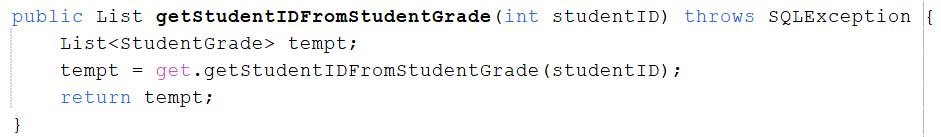 public List getStudentIDFromStudentGrade(int studentID) throws SQLException {
    List<StudentGrade> tempt;
    tempt = get.getStudentIDFromStudentGrade(studentID);
    return tempt;
}